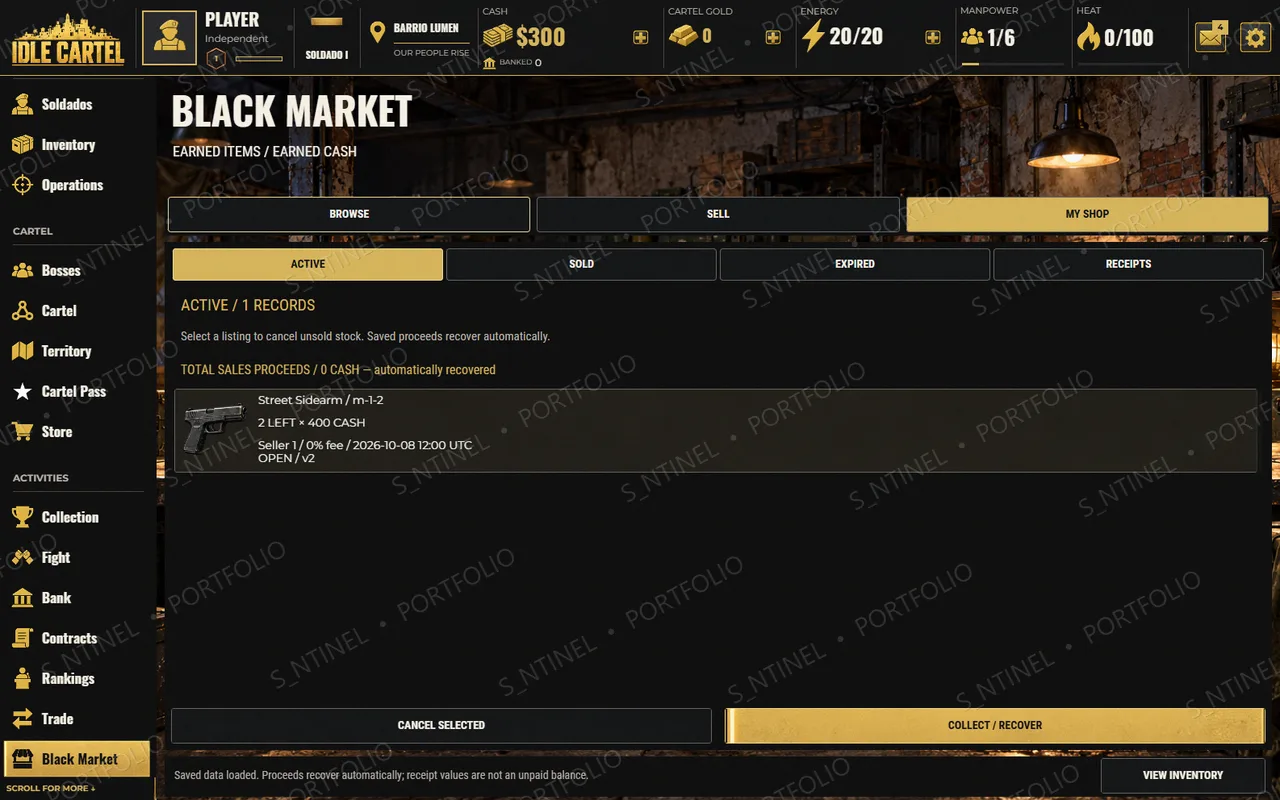 IDLE CARTEL
PLAYER
Independent
1
SOLDADO I
BARRIO LUMEN
OUR PEOPLE RISE
CASH
$300
BANKED 0
CARTEL GOLD
0
ENERGY
20/20
MANPOWER
1/6
HEAT
0/100
4
Soldados
Inventory
Operations
CARTEL
Bosses
Cartel
Territory
Cartel Pass
Store
ACTIVITIES
Collection
Fight
Bank
Contracts
Rankings
Trade
Black Market
SCROLL FOR MORE ↓
BLACK MARKET
EARNED ITEMS / EARNED CASH
BROWSE
SELL
MY SHOP
ACTIVE
SOLD
EXPIRED
RECEIPTS
ACTIVE / 1 RECORDS
Select a listing to cancel unsold stock. Saved proceeds recover automatically.
TOTAL SALES PROCEEDS / 0 CASH — automatically recovered
Street Sidearm / m-1-2
2 LEFT × 400 CASH
Seller 1 / 0% fee / 2026-10-08 12:00 UTC
OPEN / v2
CANCEL SELECTED
COLLECT / RECOVER
Saved data loaded. Proceeds recover automatically; receipt values are not an unpaid balance.
VIEW INVENTORY
S_NTINEL • PORTFOLIO